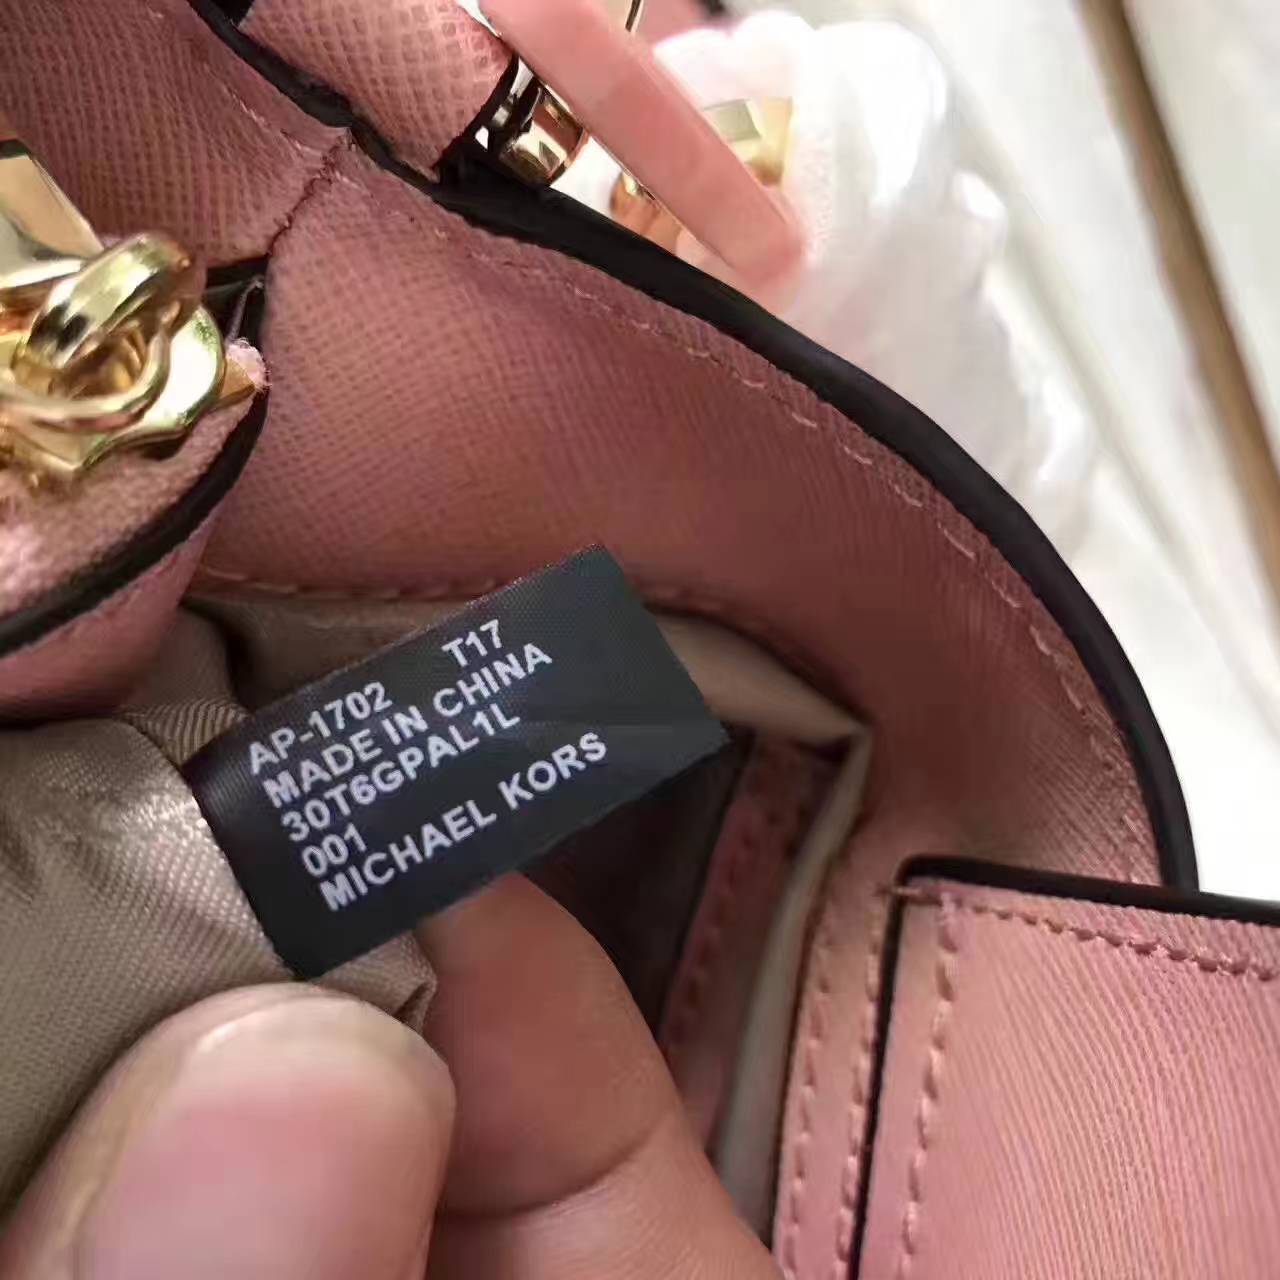 AP-1702 T17
MADE IN CHINA
30T6GPAL1L
001
MICHAEL KORS